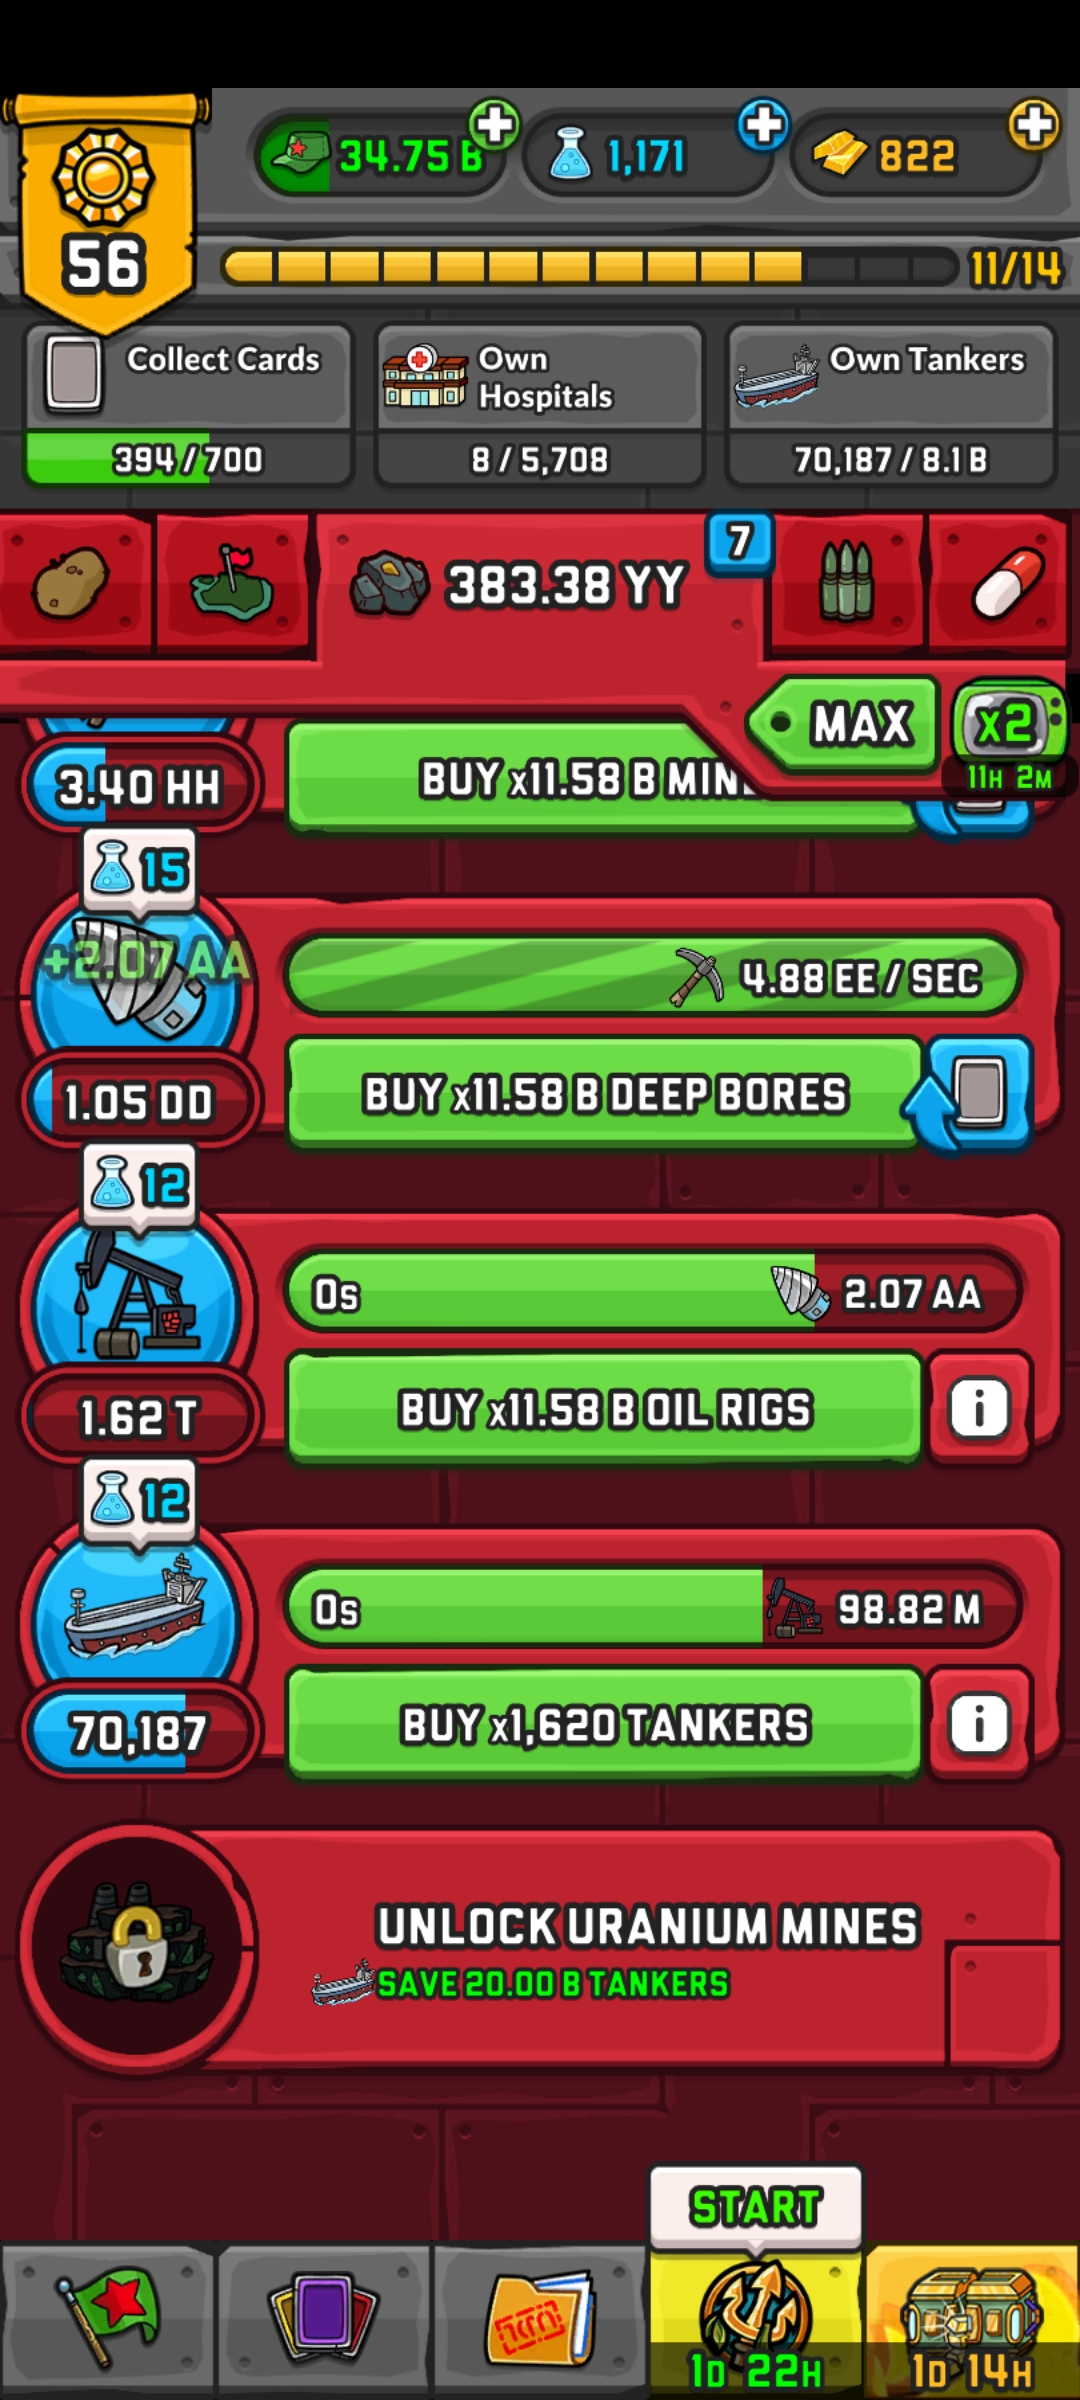 34.75 B
1,171
822
56
11/14
Collect Cards
394/700
Own
Hospitals
8/5,708
Own Tankers
70,187/8.1 B
383.38 YY
7
MAX
x2
11H 2M
3.40 HH
BUY x11.58 B
15
+2.07 AA
4.88 EE / SEC
1.05 DD
BUY x11.58 B DEEP BORES
12
0s
2.07 AA
1.62 T
BUY x11.58 B OIL RIGS
i
12
0s
98.82 M
70,187
BUY x1,620 TANKERS
i
UNLOCK URANIUM MINES
SAVE 20.00 B TANKERS
START
1D 22H
1D 14H